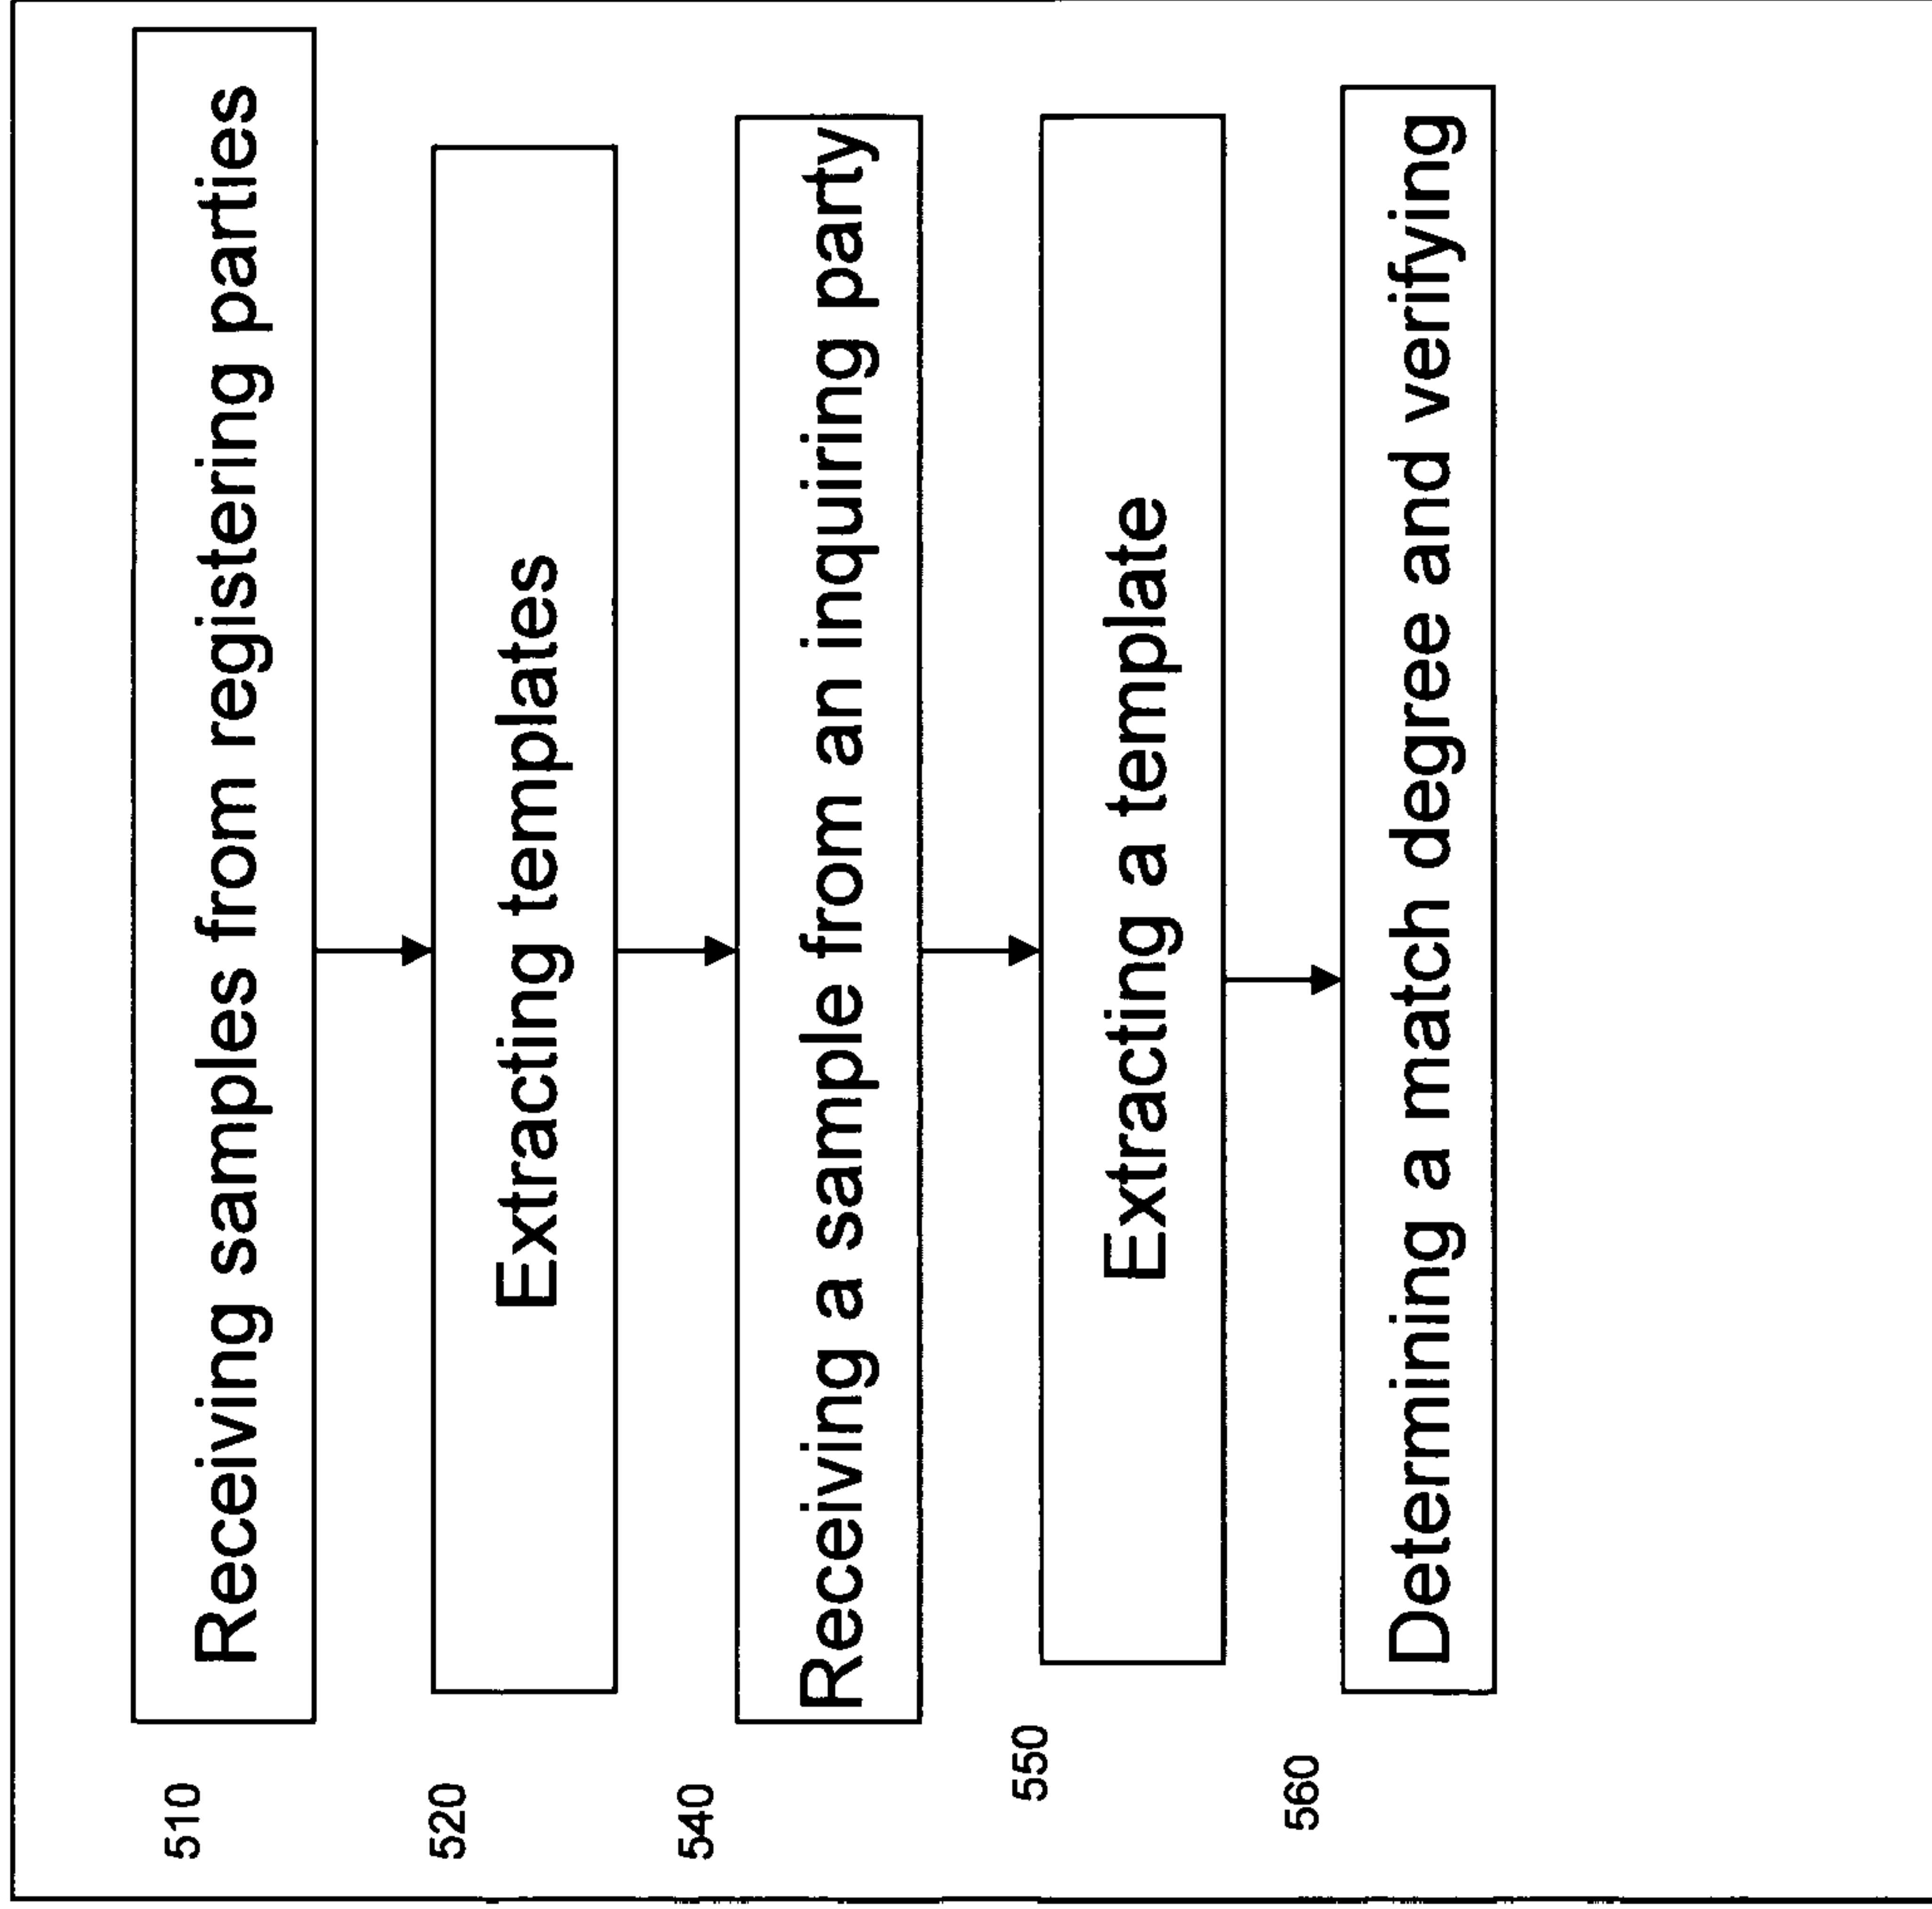 510
Receiving samples from registering parties
520
Extracting templates
540
Receiving a sample from an inquiring party
550
Extracting a template
560
Determining a match degree and verifying